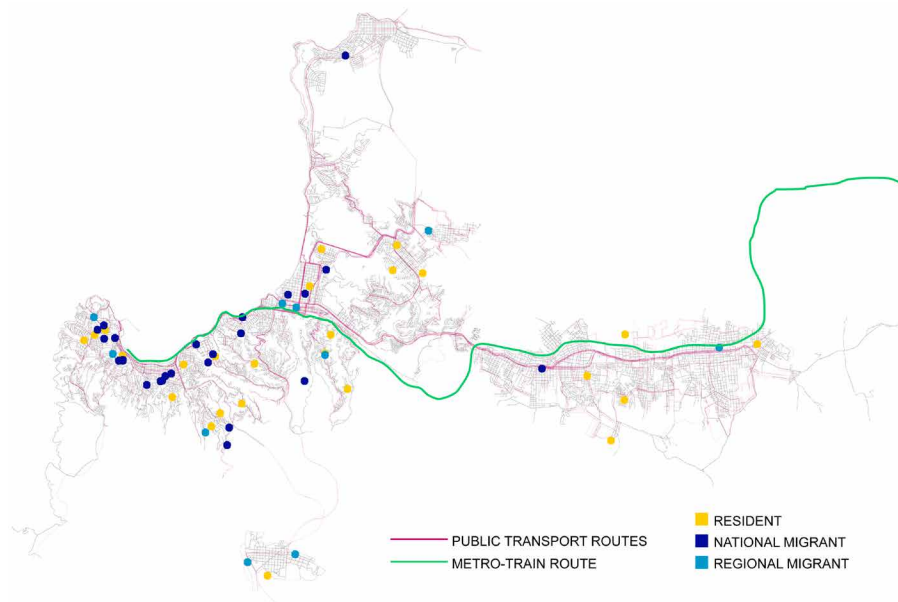 PUBLIC TRANSPORT ROUTES
METRO-TRAIN ROUTE
RESIDENT
NATIONAL MIGRANT
REGIONAL MIGRANT